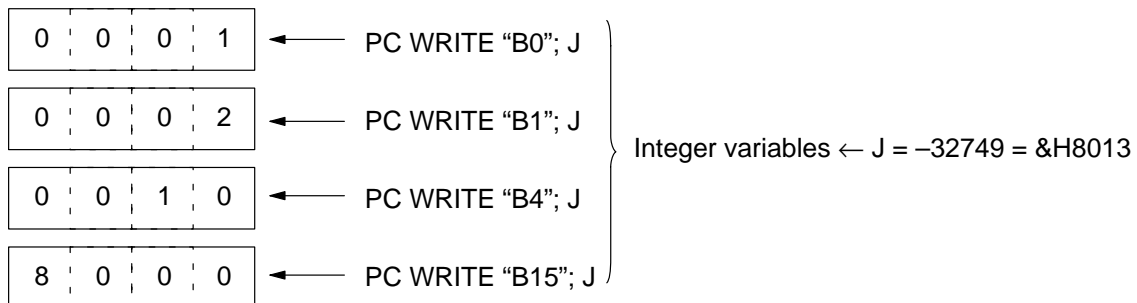 0 0 0 1 PC WRITE “B0”; J
0 0 0 2 PC WRITE “B1”; J
Integer variables ← J = –32749 = &H8013
0 0 1 0 PC WRITE “B4”; J
8 0 0 0 PC WRITE “B15”; J